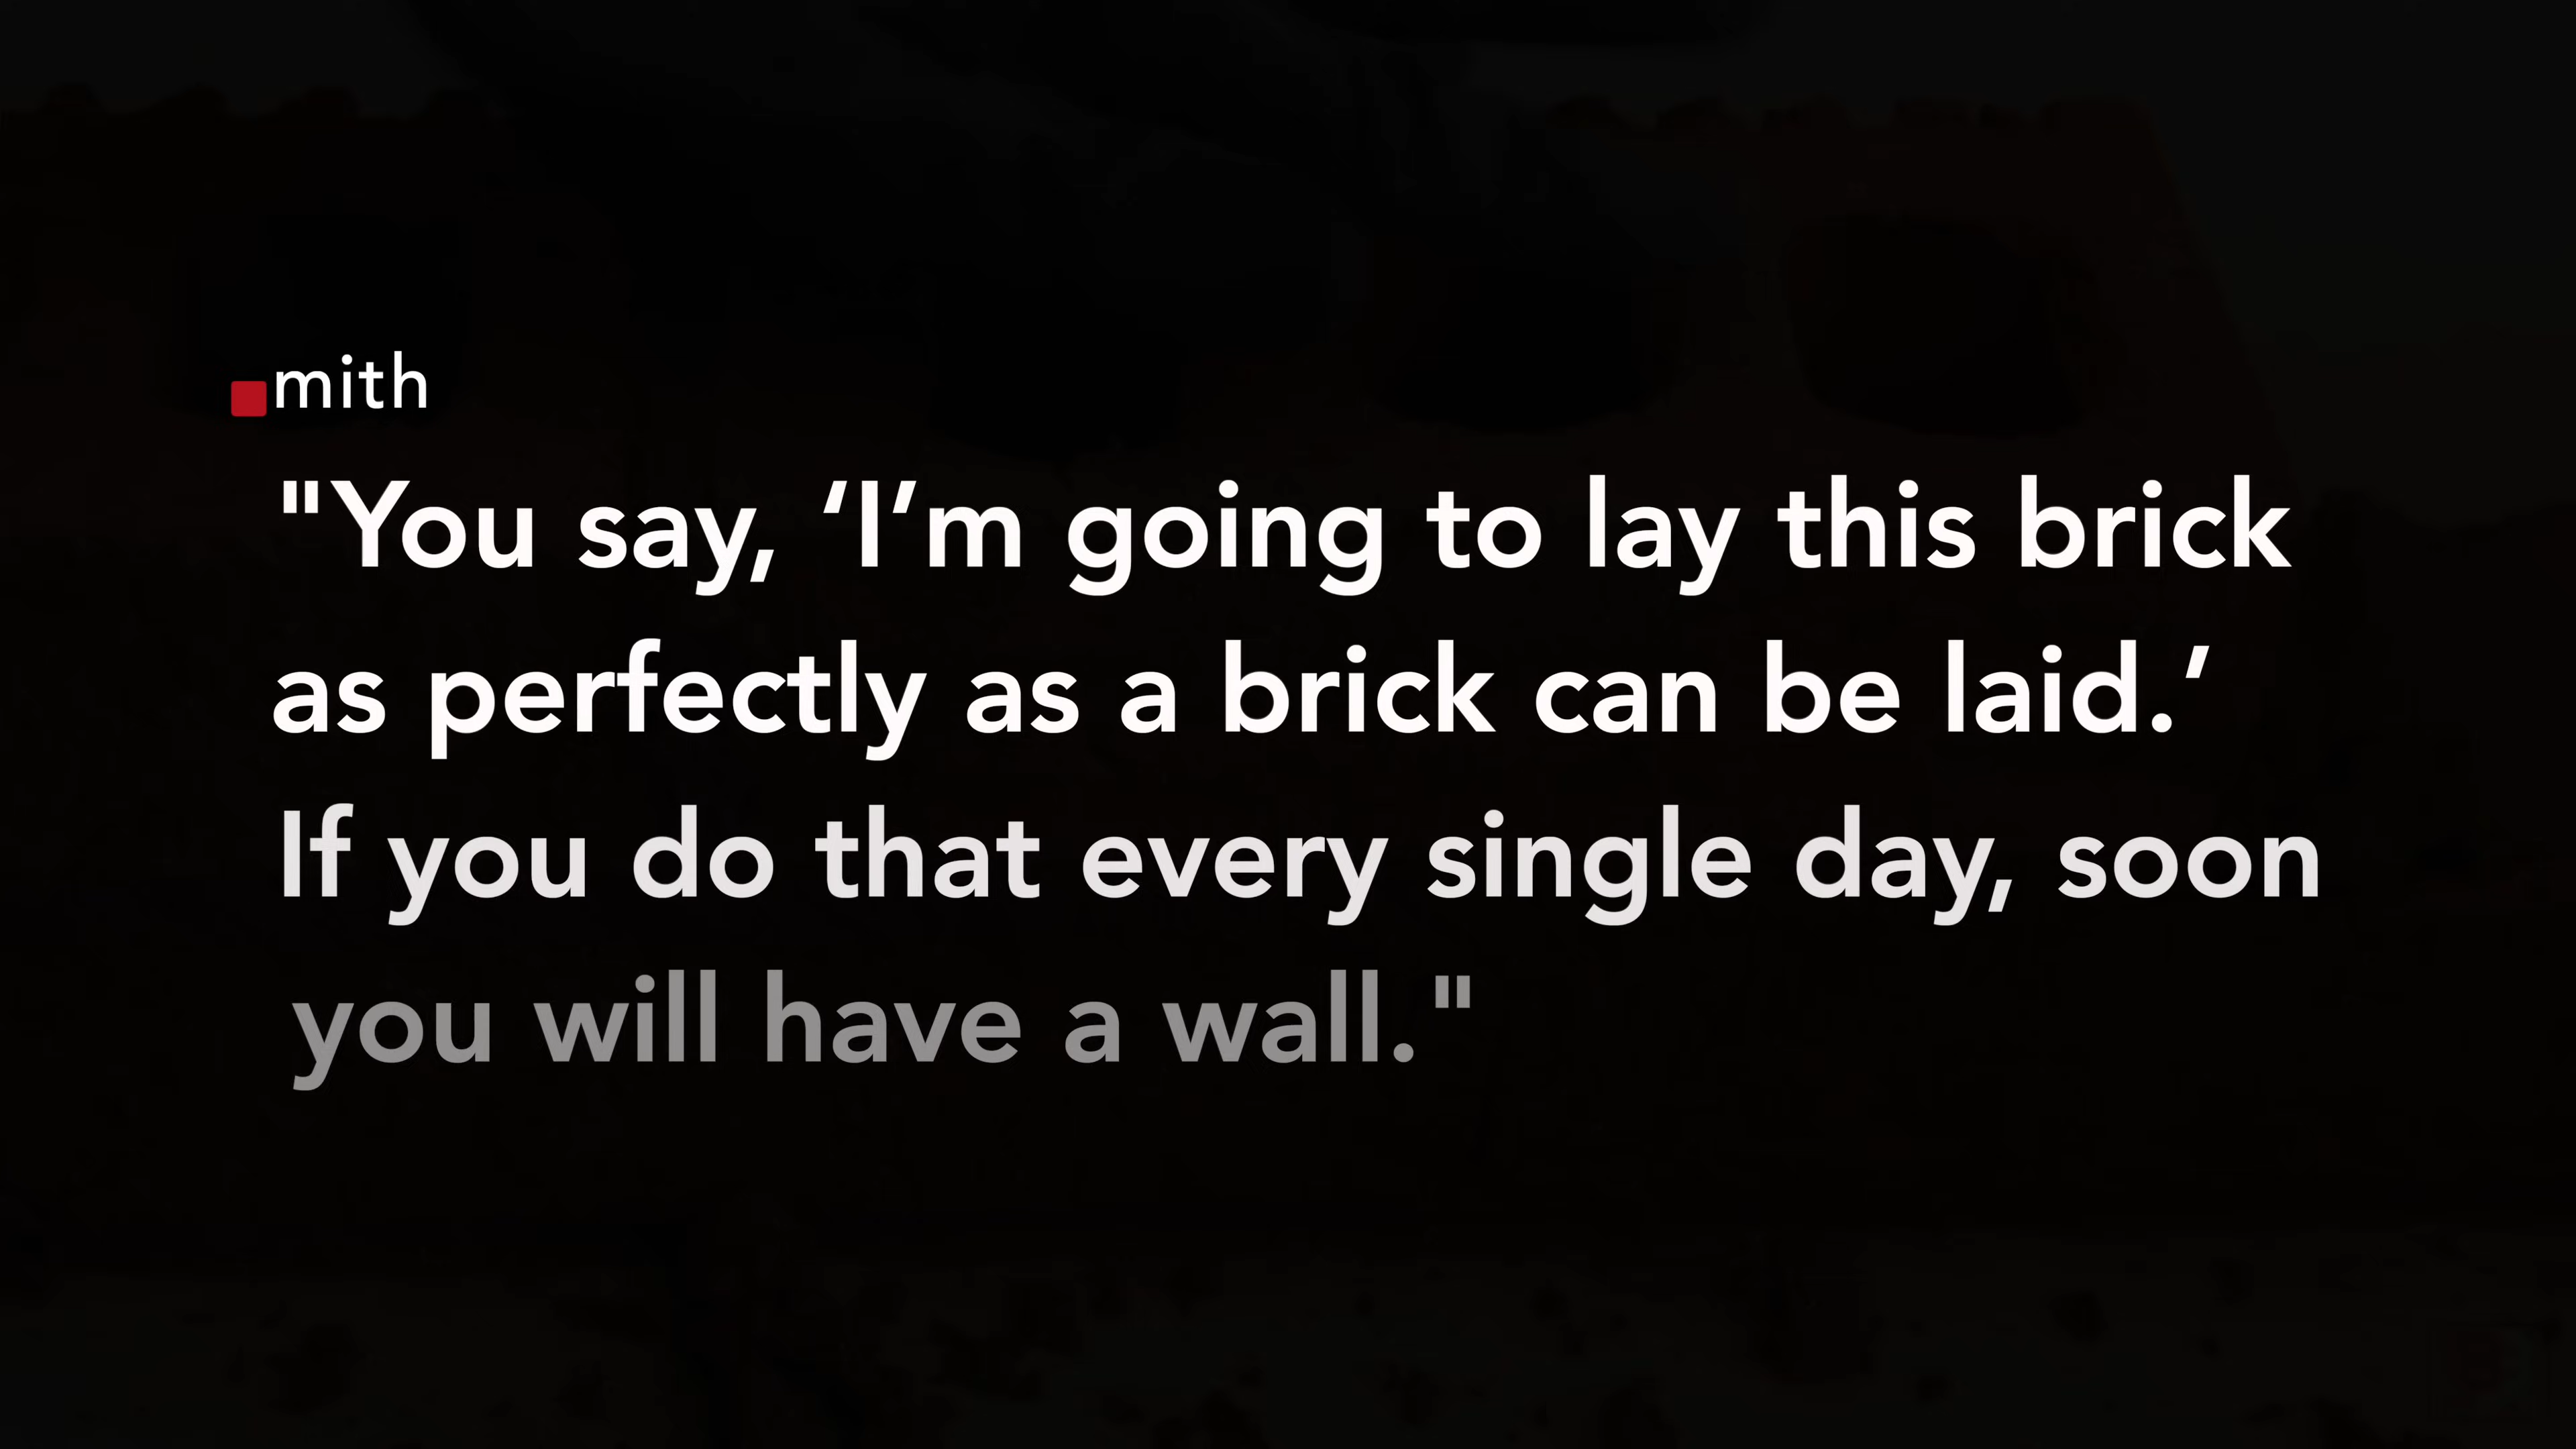 mith
"You say, ‘I’m going to lay this brick
as perfectly as a brick can be laid.’
If you do that every single day, soon
you will have a wall."